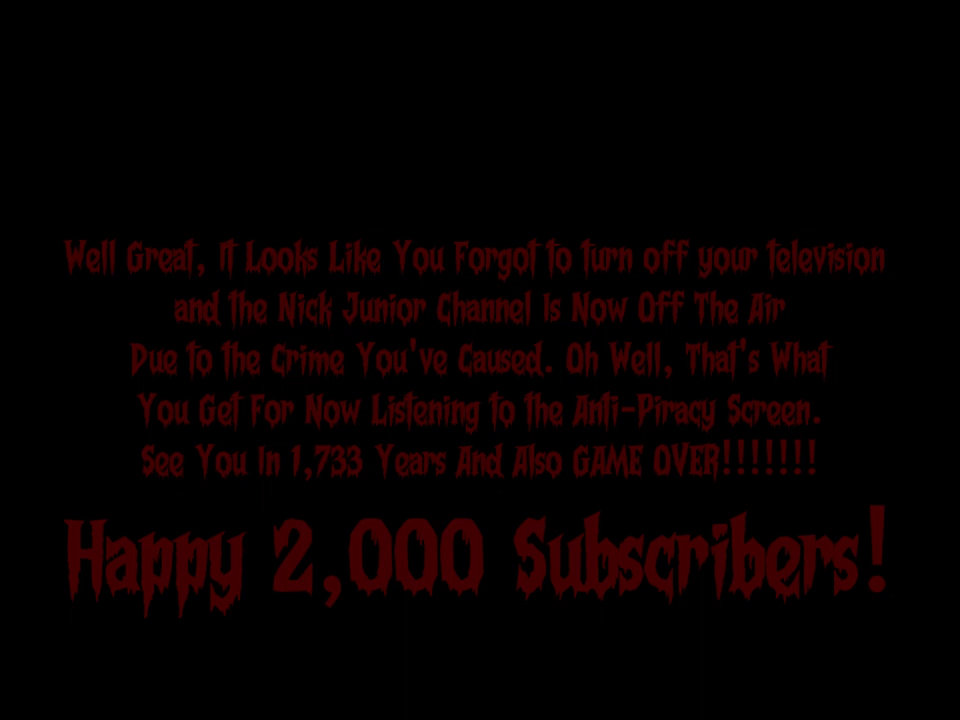 Well Great, It Looks Like You Forgot to turn off your television
and the Nick Junior Channel Is Now Off The Air
Due to the Crime You've Caused. Oh Well, That's What
You Get For Now Listening to the Anti-Piracy Screen.
See You In 1,733 Years And Also GAME OVER!!!!!!!
Happy 2,000 Subscribers!